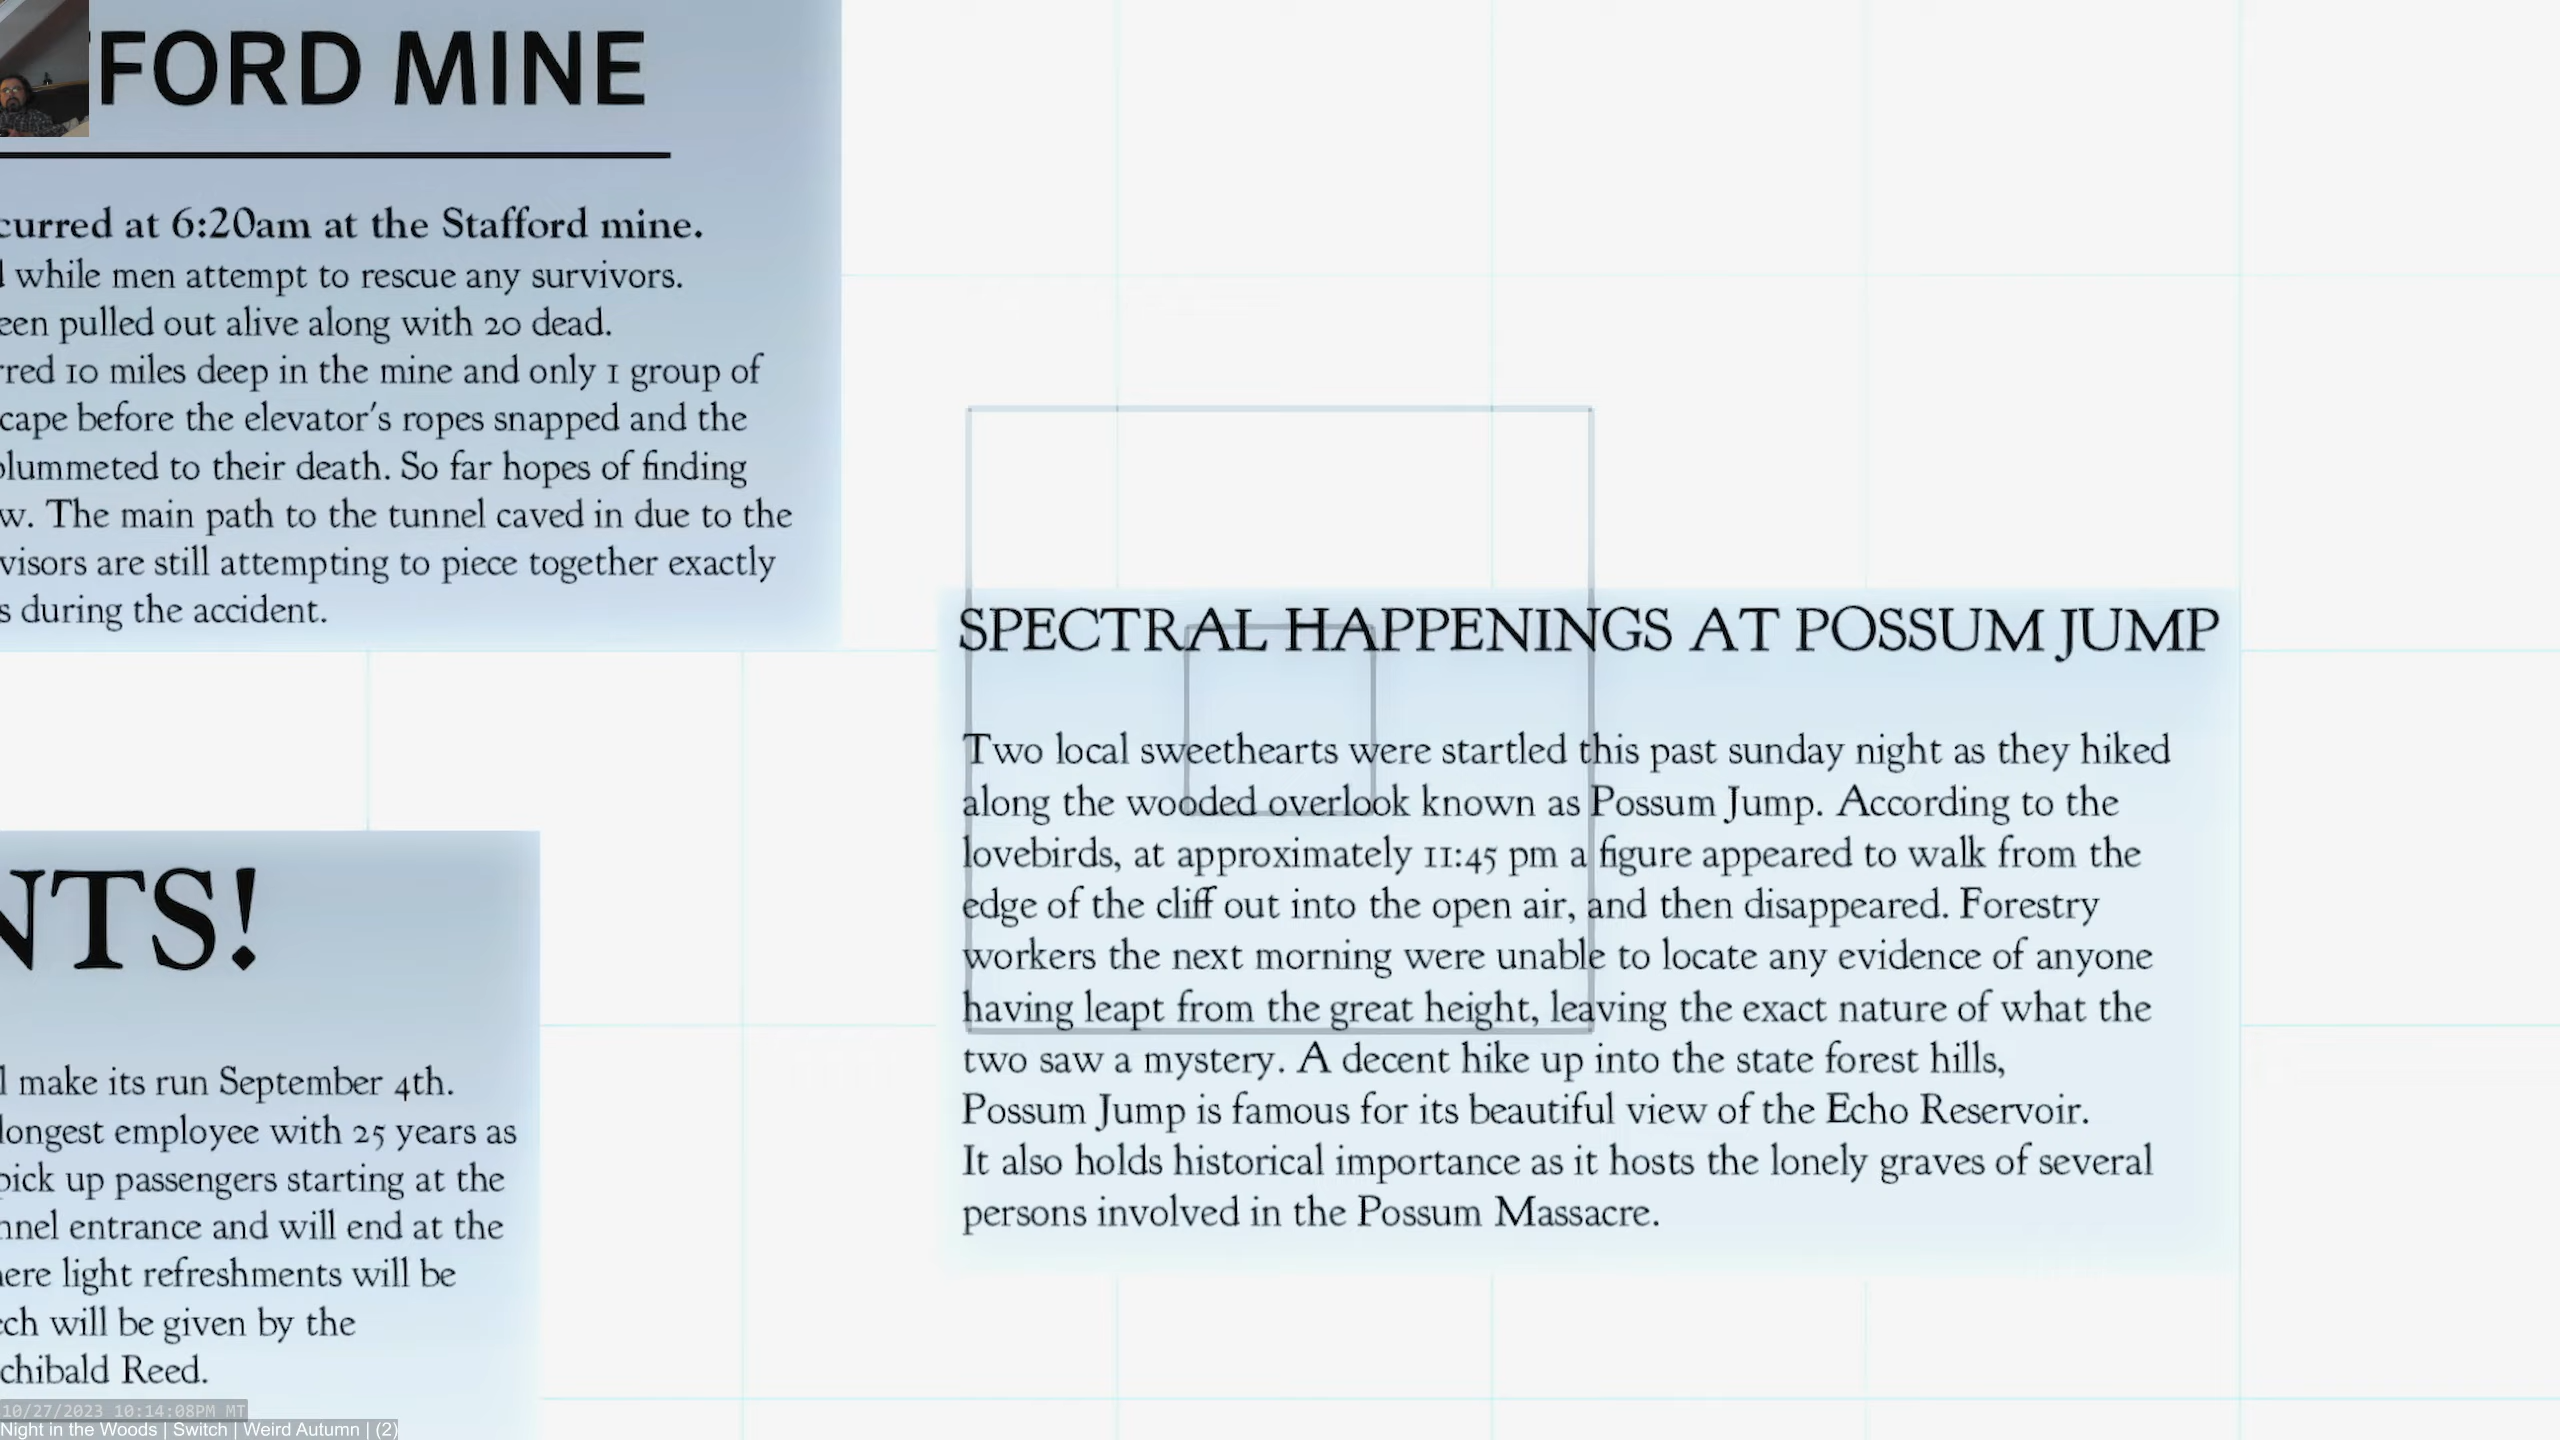 FORD MINE
curred at 6:20am at the Stafford mine.
while men attempt to rescue any survivors.
een pulled out alive along with 20 dead.
rred 10 miles deep in the mine and only 1 group of
cape before the elevator's ropes snapped and the
plummeted to their death. So far hopes of finding
w. The main path to the tunnel caved in due to the
visors are still attempting to piece together exactly
s during the accident.
SPECTRAL HAPPENINGS AT POSSUM JUMP
Two local sweethearts were startled this past sunday night as they hiked
along the wooded overlook known as Possum Jump. According to the
lovebirds, at approximately 11:45 pm a figure appeared to walk from the
edge of the cliff out into the open air, and then disappeared. Forestry
workers the next morning were unable to locate any evidence of anyone
having leapt from the great height, leaving the exact nature of what the
two saw a mystery. A decent hike up into the state forest hills,
Possum Jump is famous for its beautiful view of the Echo Reservoir.
It also holds historical importance as it hosts the lonely graves of several
persons involved in the Possum Massacre.
NTS!
l make its run September 4th.
longest employee with 25 years as
pick up passengers starting at the
nnel entrance and will end at the
ere light refreshments will be
ech will be given by the
chibald Reed.
10/27/2023 10:14:08PM MT
Night in the Woods | Switch | Weird Autumn | (2)